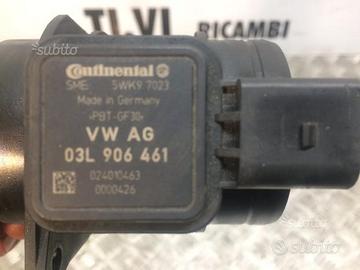 TI.VI
RICAMBI
Subito
Continental
SME: 5WK9 7023
Made in Germany
>PBT-GF30<
VW AG
03L 906 461
024010463
0000426
Subito